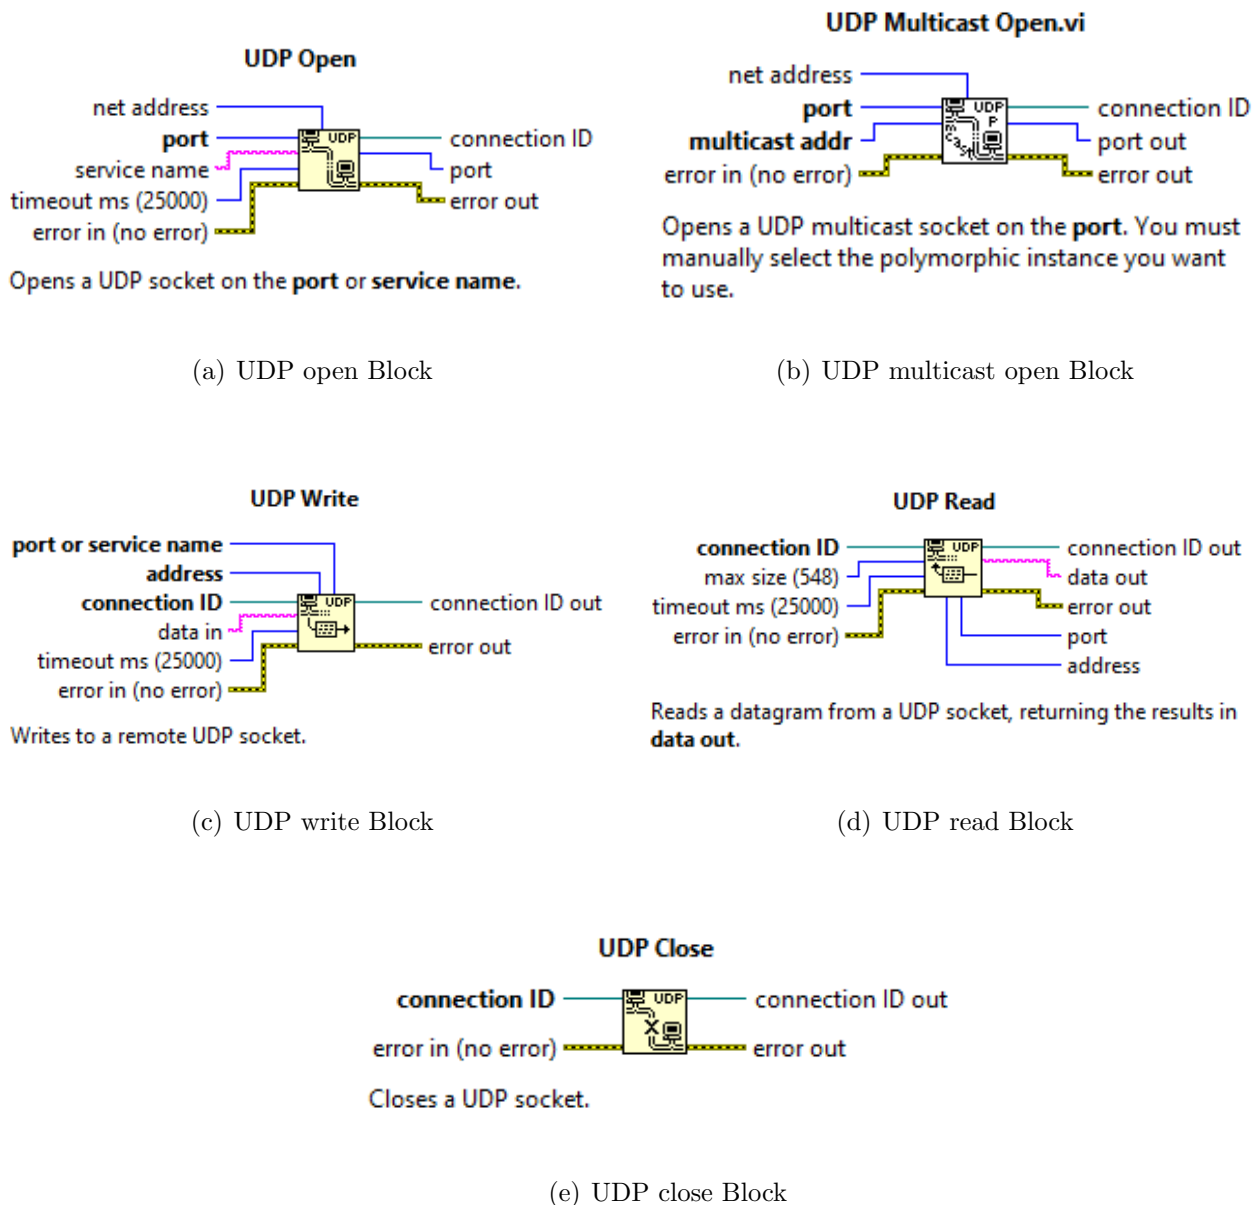 UDP Open
net address
port
service name
timeout ms (25000)
error in (no error)
UDP
connection ID
port
error out
Opens a UDP socket on the port or service name.
(a) UDP open Block
UDP Multicast Open.vi
net address
port
multicast addr
error in (no error)
UDP
P
mcast
connection ID
port out
error out
Opens a UDP multicast socket on the port. You must
manually select the polymorphic instance you want
to use.
(b) UDP multicast open Block
UDP Write
port or service name
address
connection ID
data in
timeout ms (25000)
error in (no error)
UDP
connection ID out
error out
Writes to a remote UDP socket.
(c) UDP write Block
UDP Read
connection ID
max size (548)
timeout ms (25000)
error in (no error)
UDP
connection ID out
data out
error out
port
address
Reads a datagram from a UDP socket, returning the results in
data out.
(d) UDP read Block
UDP Close
connection ID
error in (no error)
UDP
X
connection ID out
error out
Closes a UDP socket.
(e) UDP close Block